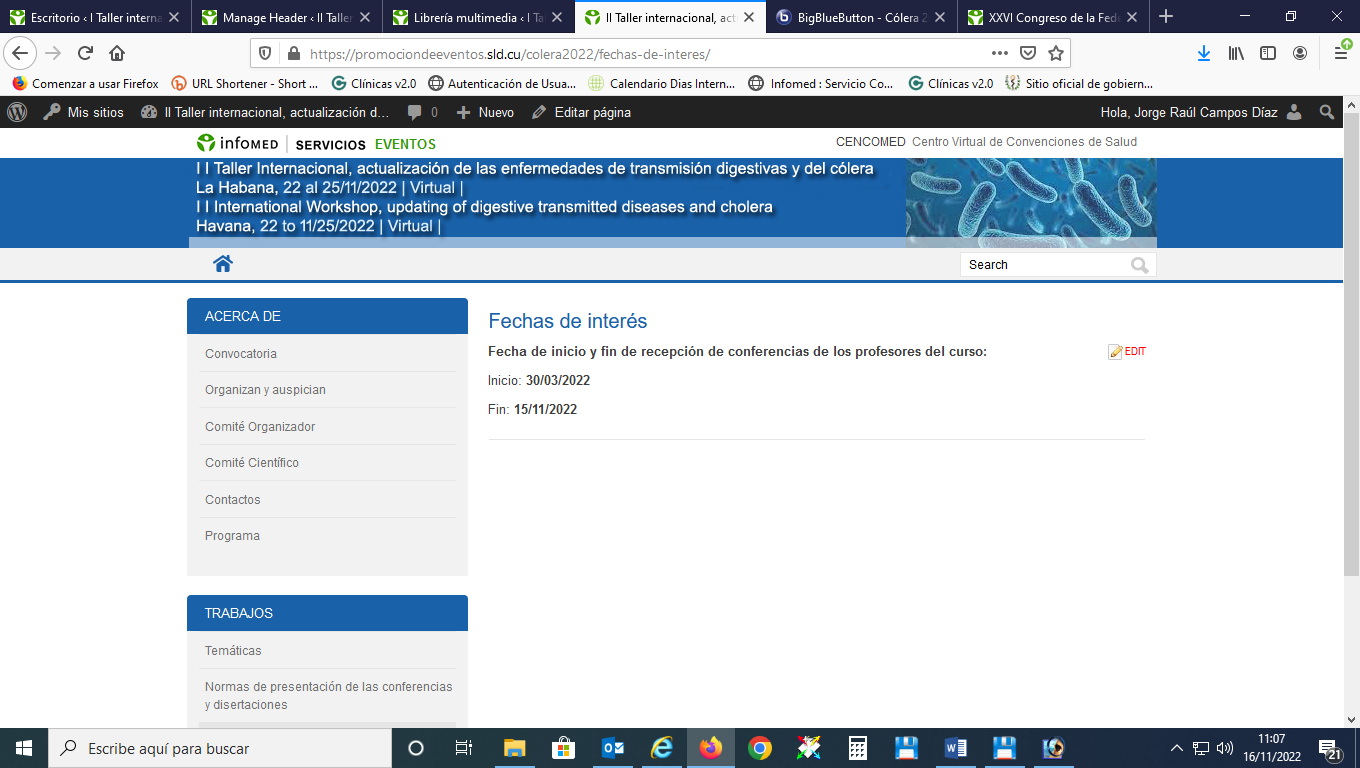 Escritorio ‹ I Taller interna
Manage Header ‹ II Taller
Librería multimedia ‹ I Ta
II Taller internacional, act
BigBlueButton - Cólera 2
XXVI Congreso de la Fede
https://promociondeeventos.sld.cu/colera2022/fechas-de-interes/
Comenzar a usar Firefox
URL Shortener - Short ...
Clínicas v2.0
Autenticación de Usua...
Calendario Dias Intern...
Infomed : Servicio Co...
Clínicas v2.0
Sitio oficial de gobiern...
Mis sitios
II Taller internacional, actualización d...
0
Nuevo
Editar página
Hola, Jorge Raúl Campos Díaz
infomed SERVICIOS EVENTOS
CENCOMED Centro Virtual de Convenciones de Salud
I I Taller Internacional, actualización de las enfermedades de transmisión digestivas y del cólera
La Habana, 22 al 25/11/2022 | Virtual |
I I International Workshop, updating of digestive transmitted diseases and cholera
Havana, 22 to 11/25/2022 | Virtual |
Search
ACERCA DE
Convocatoria
Organizan y auspician
Comité Organizador
Comité Científico
Contactos
Programa
TRABAJOS
Temáticas
Normas de presentación de las conferencias
y disertaciones
Fechas de interés
Fecha de inicio y fin de recepción de conferencias de los profesores del curso:
EDIT
Inicio: 30/03/2022
Fin: 15/11/2022
Escribe aquí para buscar
11:07
16/11/2022
21